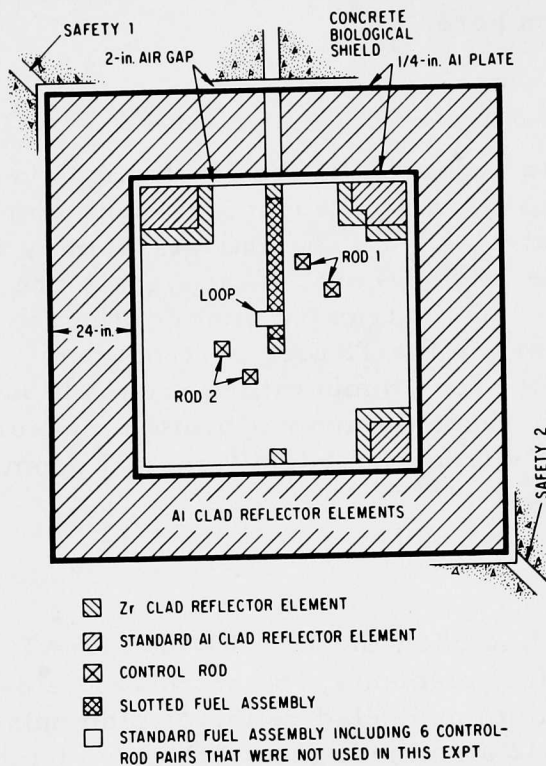 SAFETY 1
2-in. AIR GAP
CONCRETE
BIOLOGICAL
SHIELD
1/4-in. Al PLATE
ROD 1
LOOP
24-in.
ROD 2
SAFETY 2
Al CLAD REFLECTOR ELEMENTS
Zr CLAD REFLECTOR ELEMENT
STANDARD Al CLAD REFLECTOR ELEMENT
CONTROL ROD
SLOTTED FUEL ASSEMBLY
STANDARD FUEL ASSEMBLY INCLUDING 6 CONTROL-
ROD PAIRS THAT WERE NOT USED IN THIS EXPT